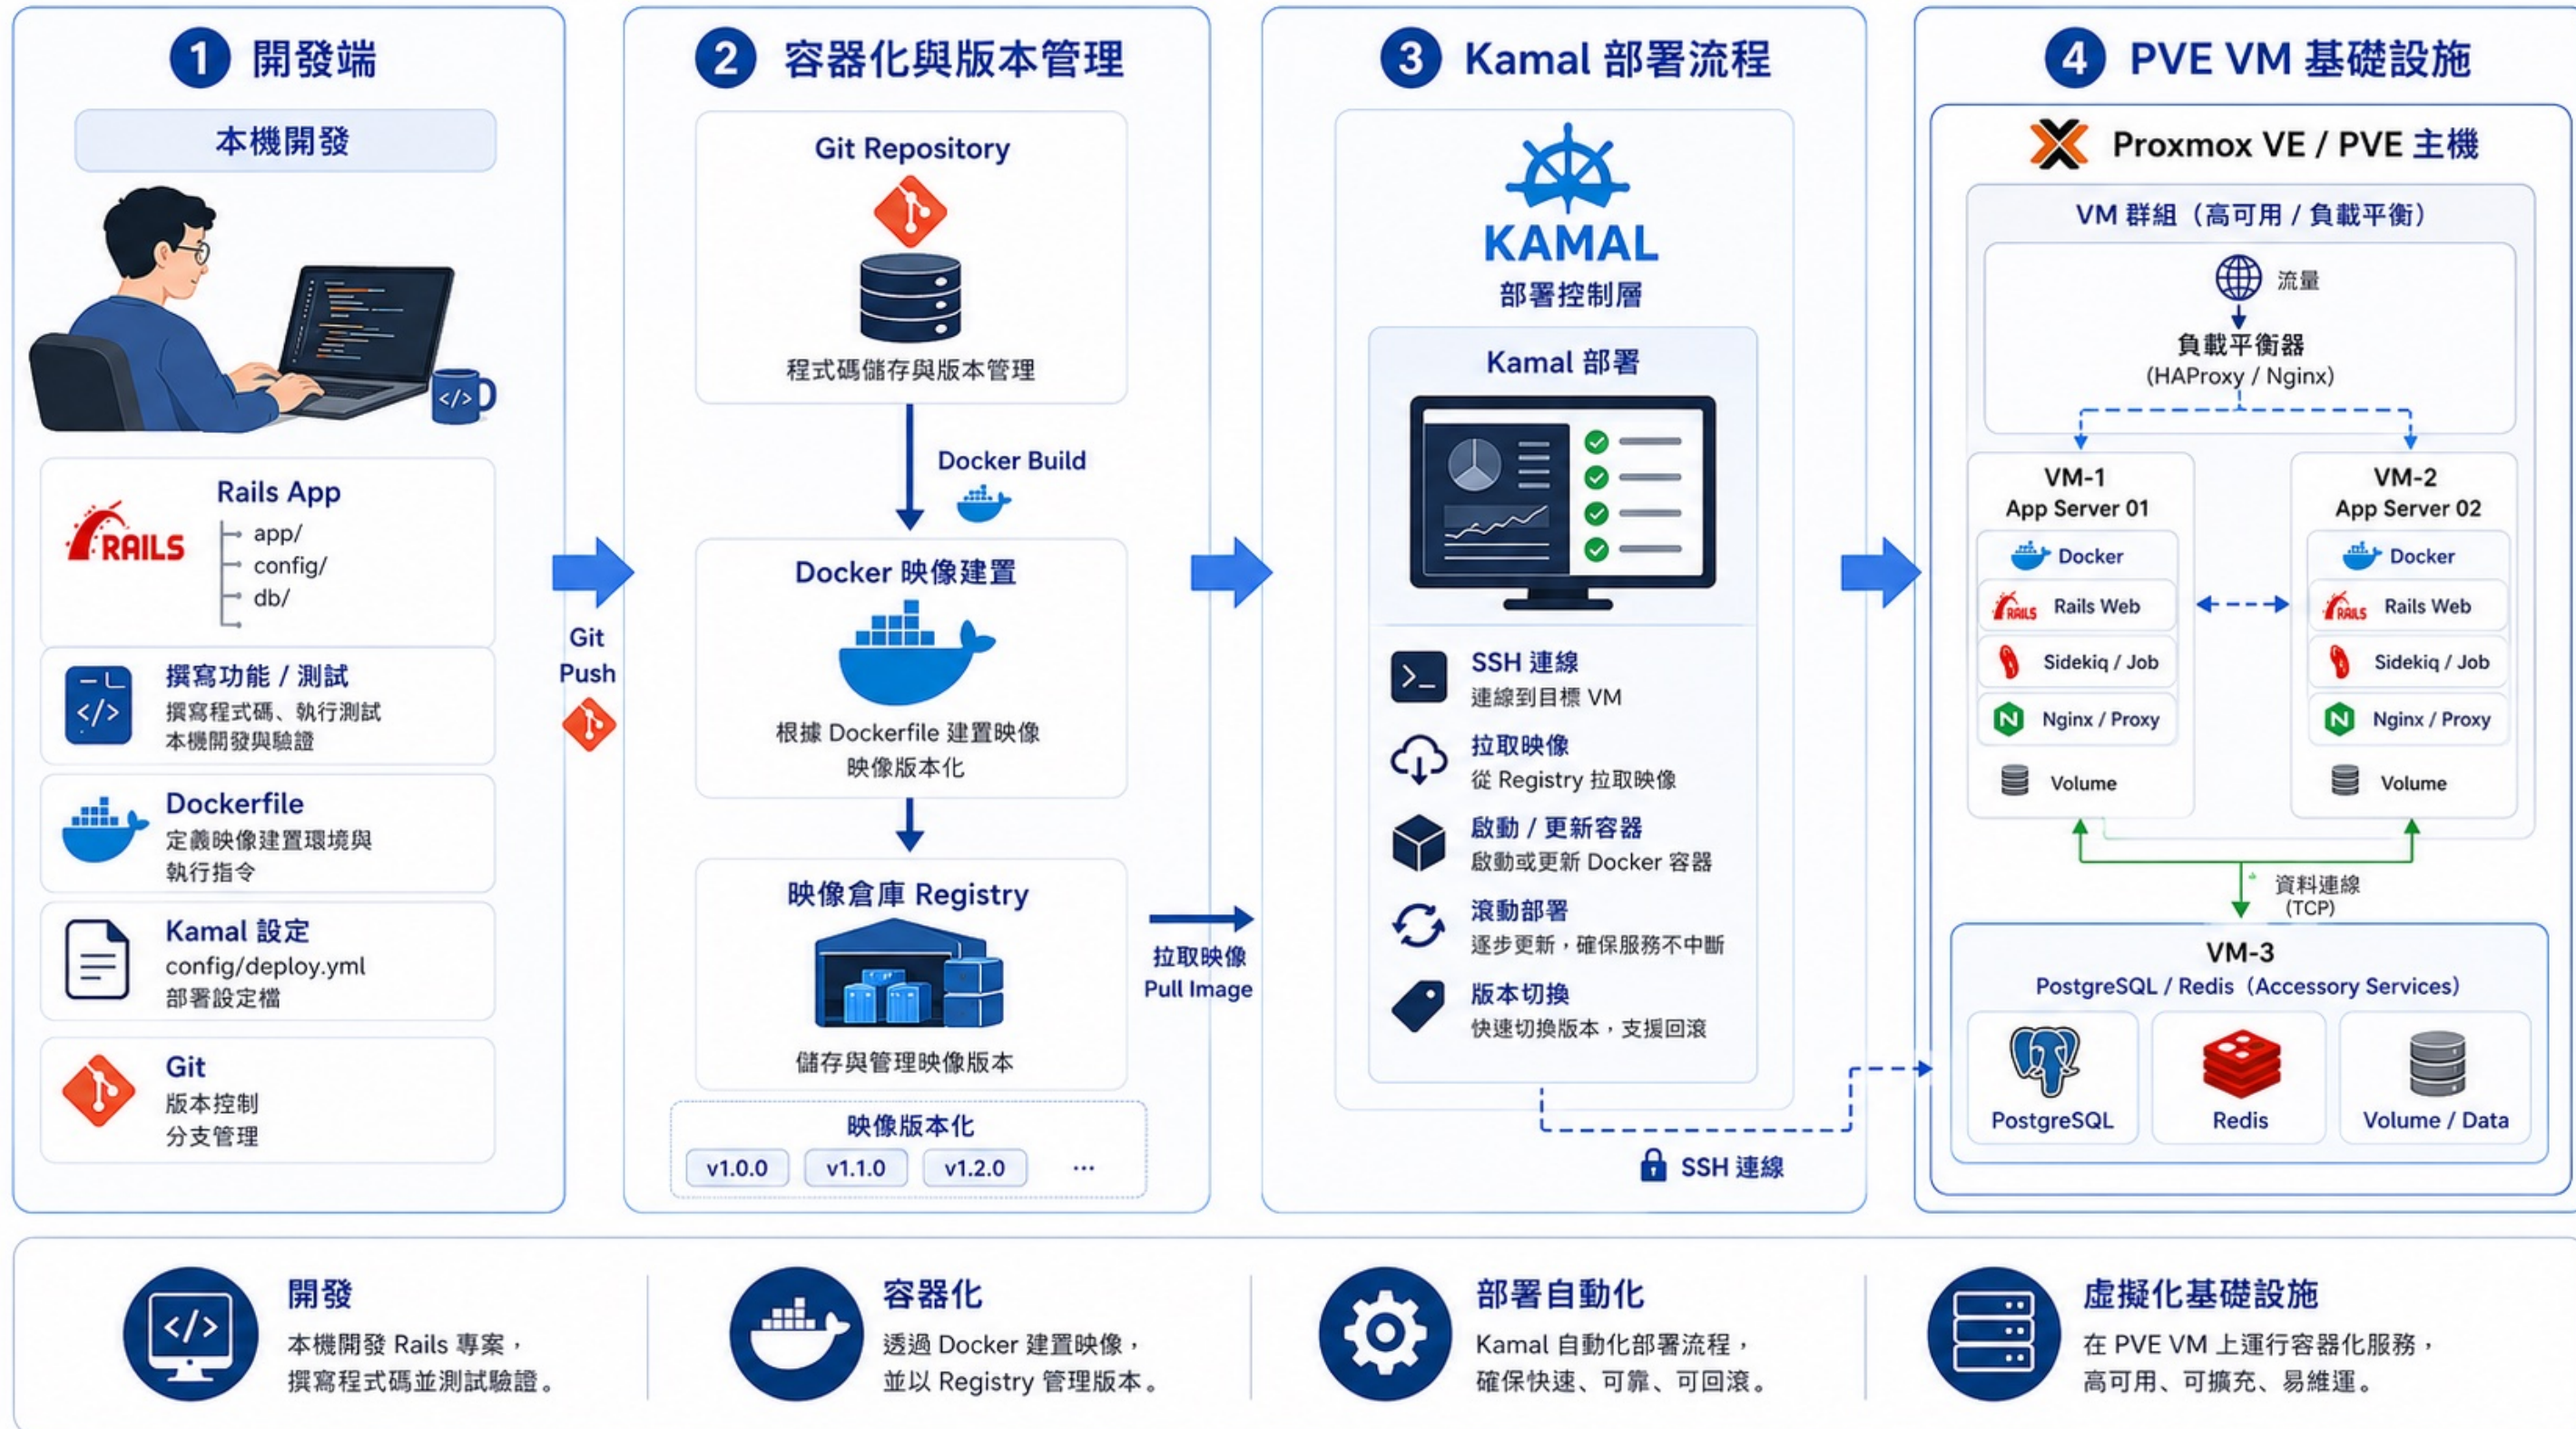 1 開發端
本機開發
</>
RAILS
Rails App
app/
config/
db/
</>
撰寫功能 / 測試
撰寫程式碼、執行測試
本機開發與驗證
Dockerfile
定義映像建置環境與
執行指令
Kamal 設定
config/deploy.yml
部署設定檔
Git
版本控制
分支管理
Git
Push
2 容器化與版本管理
Git Repository
程式碼儲存與版本管理
Docker Build
Docker 映像建置
根據 Dockerfile 建置映像
映像版本化
映像倉庫 Registry
儲存與管理映像版本
映像版本化
v1.0.0
v1.1.0
v1.2.0
...
拉取映像
Pull Image
3 Kamal 部署流程
KAMAL
部署控制層
Kamal 部署
SSH 連線
連線到目標 VM
拉取映像
從 Registry 拉取映像
啟動 / 更新容器
啟動或更新 Docker 容器
滾動部署
逐步更新，確保服務不中斷
版本切換
快速切換版本，支援回滾
SSH 連線
4 PVE VM 基礎設施
Proxmox VE / PVE 主機
VM 群組（高可用 / 負載平衡）
流量
負載平衡器
(HAProxy / Nginx)
VM-1
App Server 01
Docker
RAILS Rails Web
Sidekiq / Job
N Nginx / Proxy
Volume
VM-2
App Server 02
Docker
RAILS Rails Web
Sidekiq / Job
N Nginx / Proxy
Volume
資料連線
(TCP)
VM-3
PostgreSQL / Redis（Accessory Services）
PostgreSQL
Redis
Volume / Data
</>
開發
本機開發 Rails 專案，
撰寫程式碼並測試驗證。
容器化
透過 Docker 建置映像，
並以 Registry 管理版本。
部署自動化
Kamal 自動化部署流程，
確保快速、可靠、可回滾。
虛擬化基礎設施
在 PVE VM 上運行容器化服務，
高可用、可擴充、易維運。